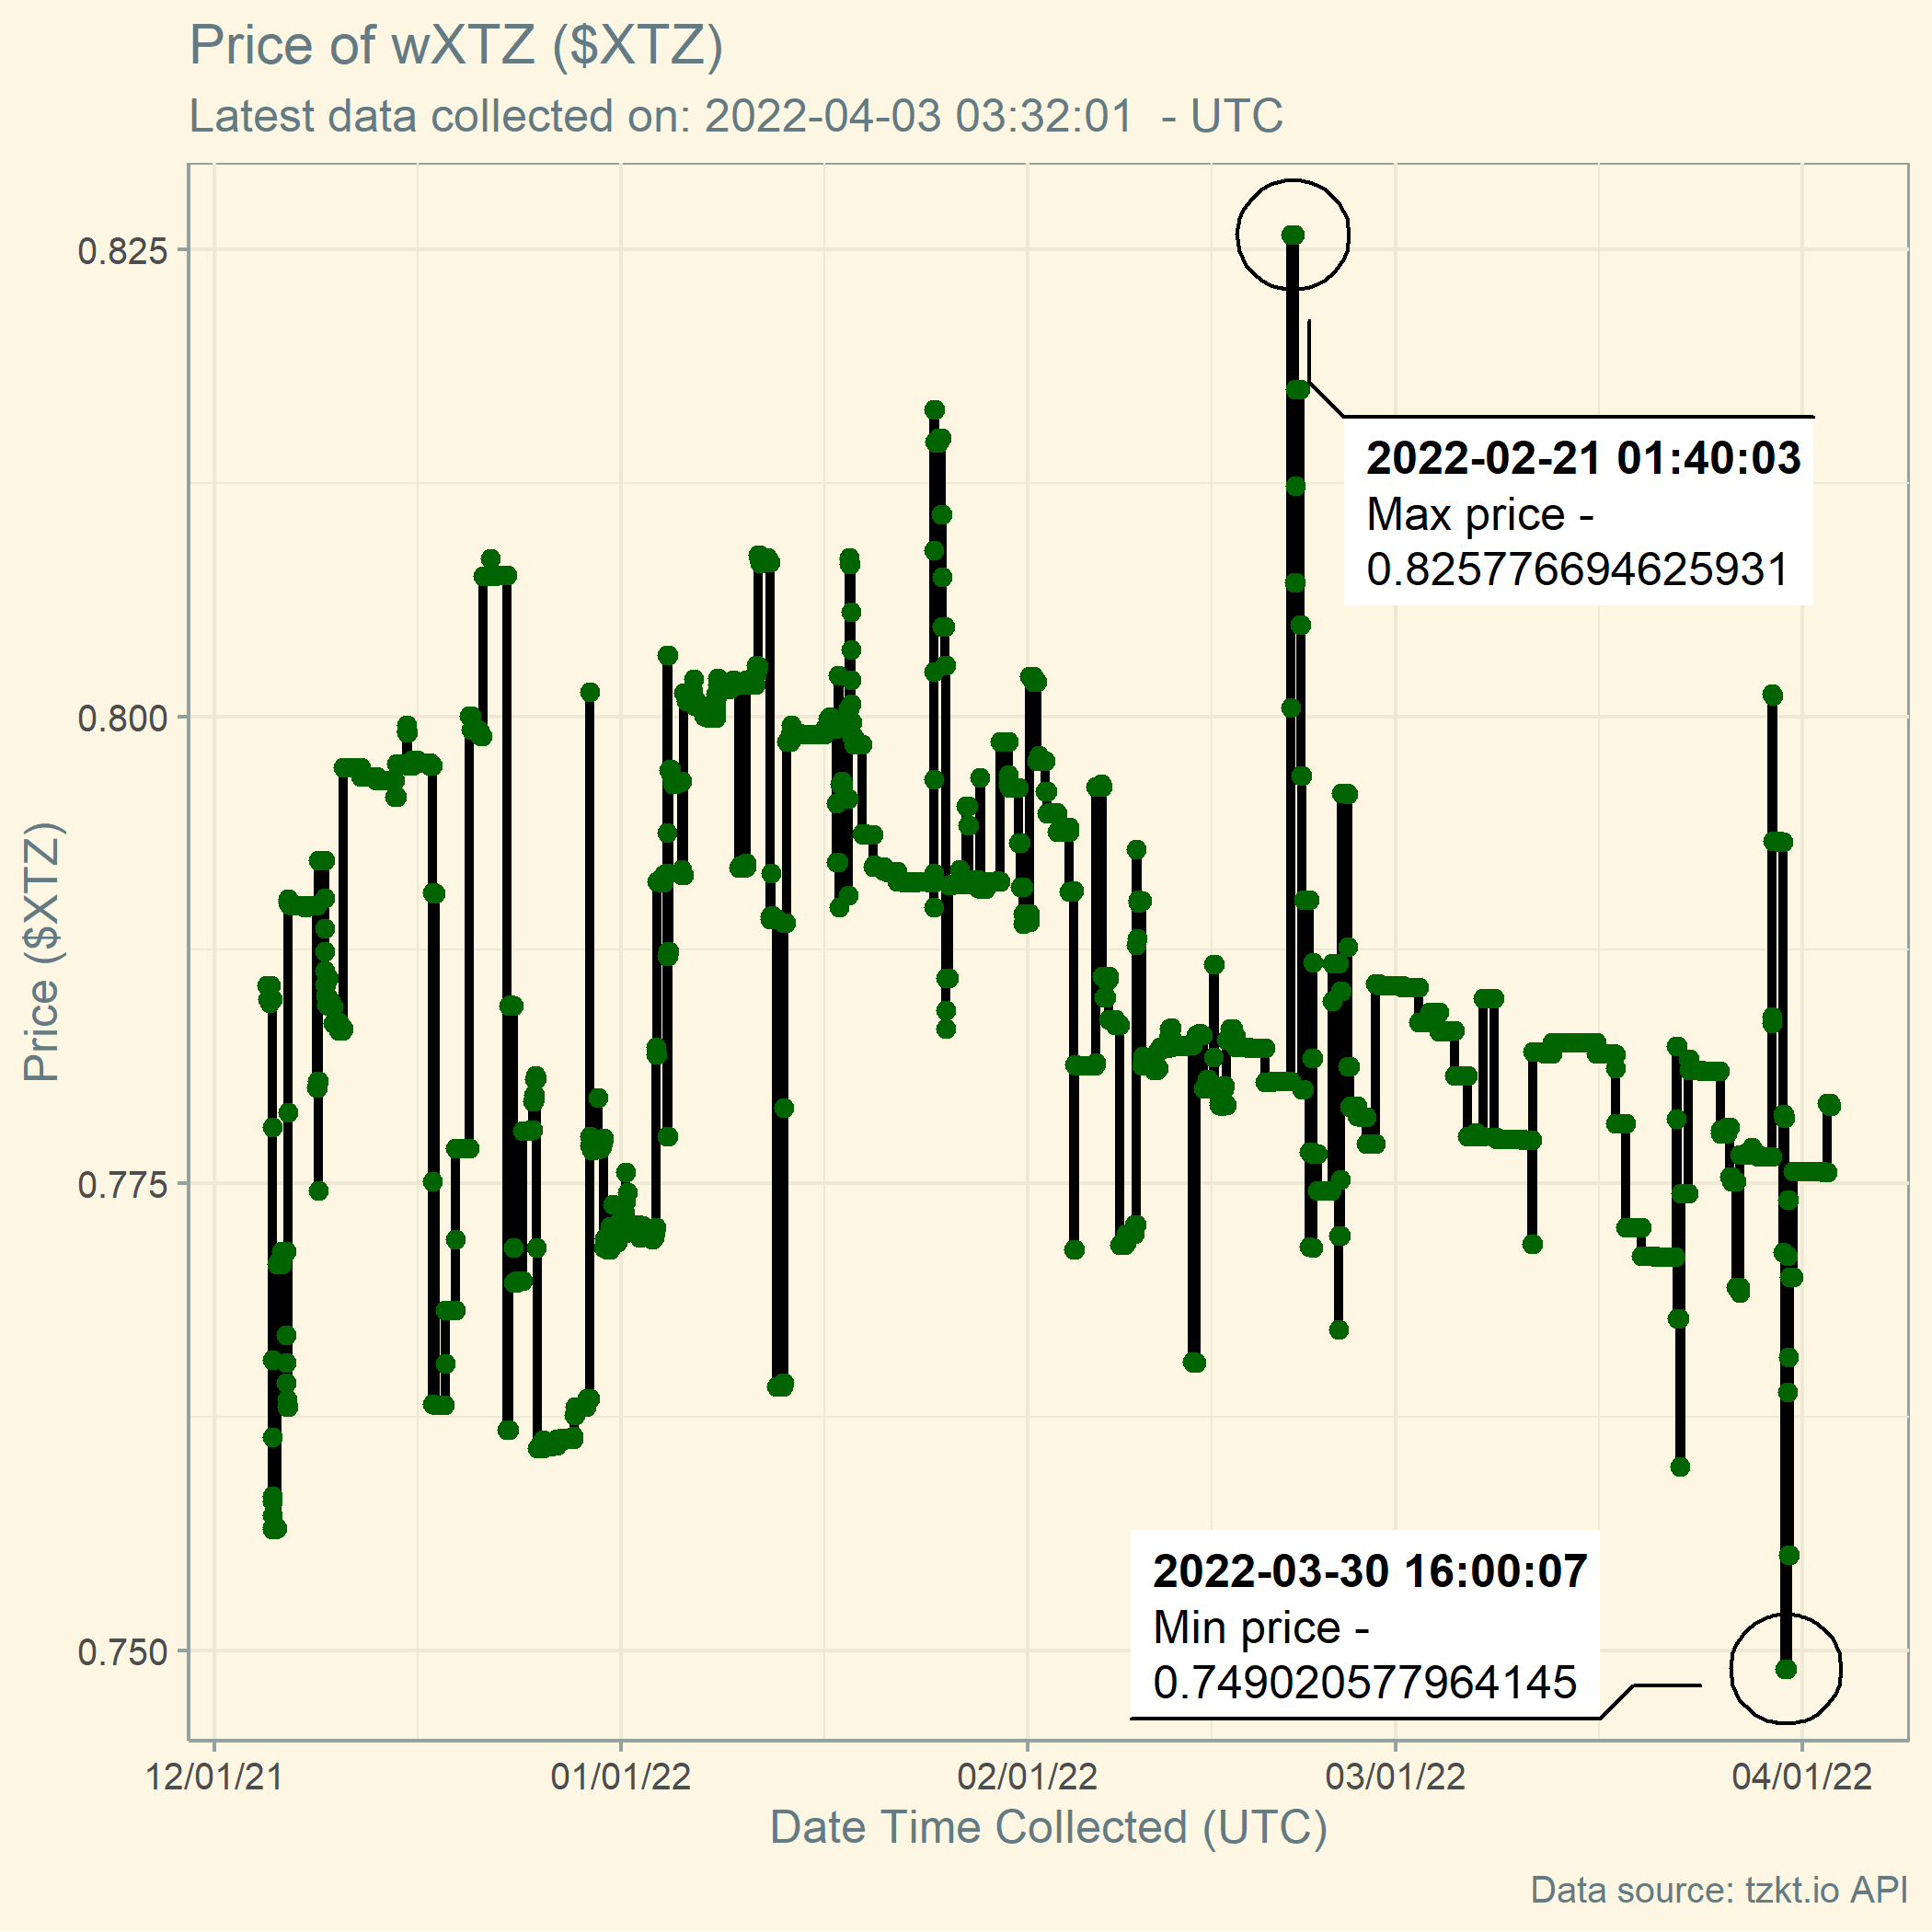 Price of wXTZ ($XTZ)
Latest data collected on: 2022-04-03 03:32:01  - UTC
0.825
0.800
0.775
0.750
Price ($XTZ)
2022-02-21 01:40:03
Max price -
0.825776694625931
2022-03-30 16:00:07
Min price -
0.749020577964145
12/01/21
01/01/22
02/01/22
03/01/22
04/01/22
Date Time Collected (UTC)
Data source: tzkt.io API